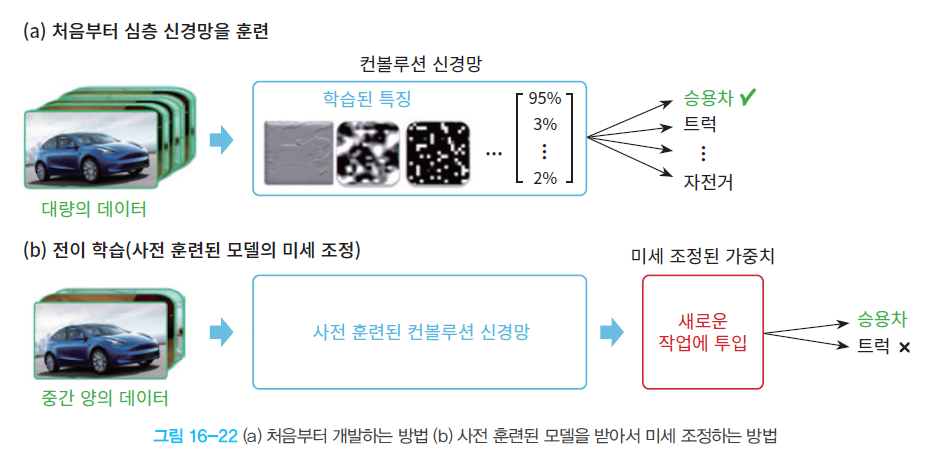 (a) 처음부터 심층 신경망을 훈련
컨볼루션 신경망
학습된 특징
95%
3%
⋮
2%
...
승용차 ✔
트럭
⋮
자전거
대량의 데이터
(b) 전이 학습(사전 훈련된 모델의 미세 조정)
미세 조정된 가중치
사전 훈련된 컨볼루션 신경망
새로운
작업에 투입
승용차
트럭 ×
중간 양의 데이터
그림 16-22 (a) 처음부터 개발하는 방법 (b) 사전 훈련된 모델을 받아서 미세 조정하는 방법